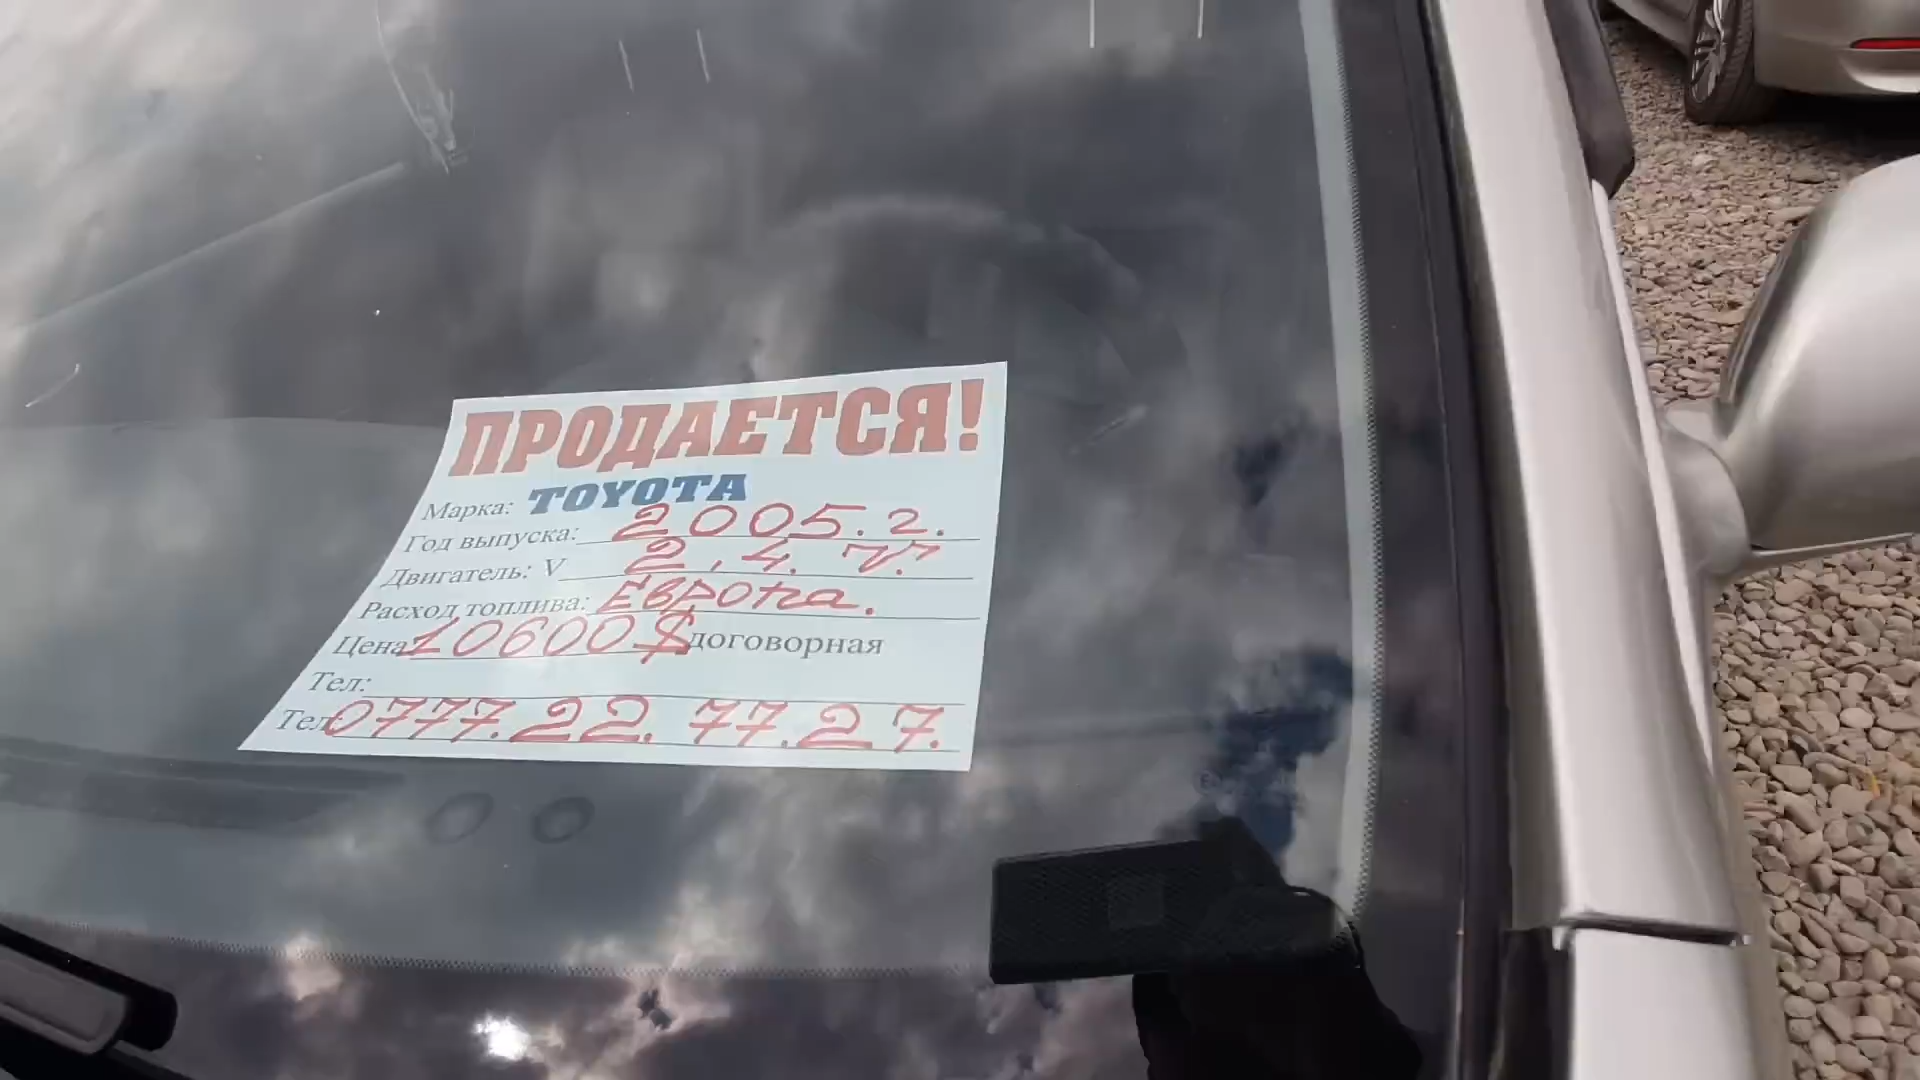 ПРОДАЕТСЯ!
Марка: TOYOTA
Год выпуска: 2005.г.
Двигатель: V 2,4.
Расход топлива: Европа.
Цена 10600$ договорная
Тел:
Тел: 0777.22.77.27.